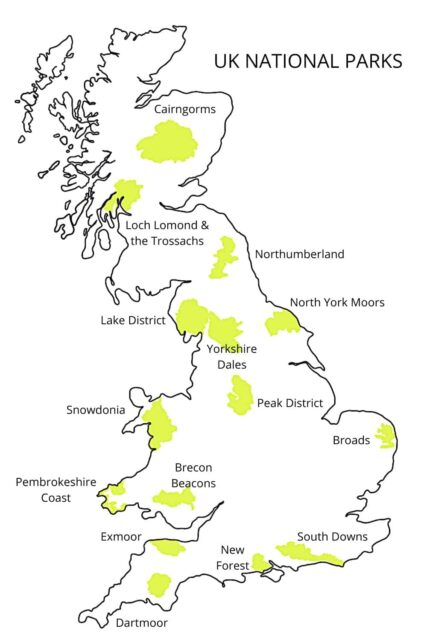 UK NATIONAL PARKS
Cairngorms
Loch Lomond &
the Trossachs
Northumberland
North York Moors
Lake District
Yorkshire
Dales
Peak District
Snowdonia
Broads
Brecon
Beacons
Pembrokeshire
Coast
Exmoor
South Downs
New
Forest
Dartmoor